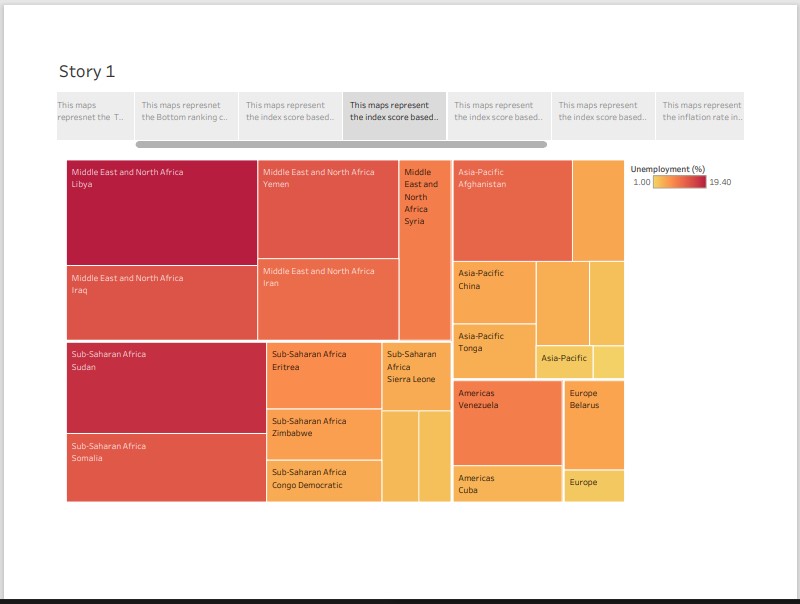 Story 1
This maps
represnet the T..
This maps represnet
the Bottom ranking c..
This maps represent
the index score based..
This maps represent
the index score based..
This maps represent
the index score based..
This maps represent
the index score based..
This maps represent
the inflation rate in..
Middle East and North Africa
Libya
Middle East and North Africa
Iraq
Middle East and North Africa
Yemen
Middle East and North Africa
Iran
Middle
East and
North
Africa
Syria
Sub-Saharan Africa
Sudan
Sub-Saharan Africa
Somalia
Sub-Saharan Africa
Eritrea
Sub-Saharan Africa
Zimbabwe
Sub-Saharan Africa
Congo Democratic
Sub-Saharan
Africa
Sierra Leone
Asia-Pacific
Afghanistan
Asia-Pacific
China
Asia-Pacific
Tonga
Asia-Pacific
Americas
Venezuela
Americas
Cuba
Europe
Belarus
Europe
Unemployment (%)
1.00 19.40